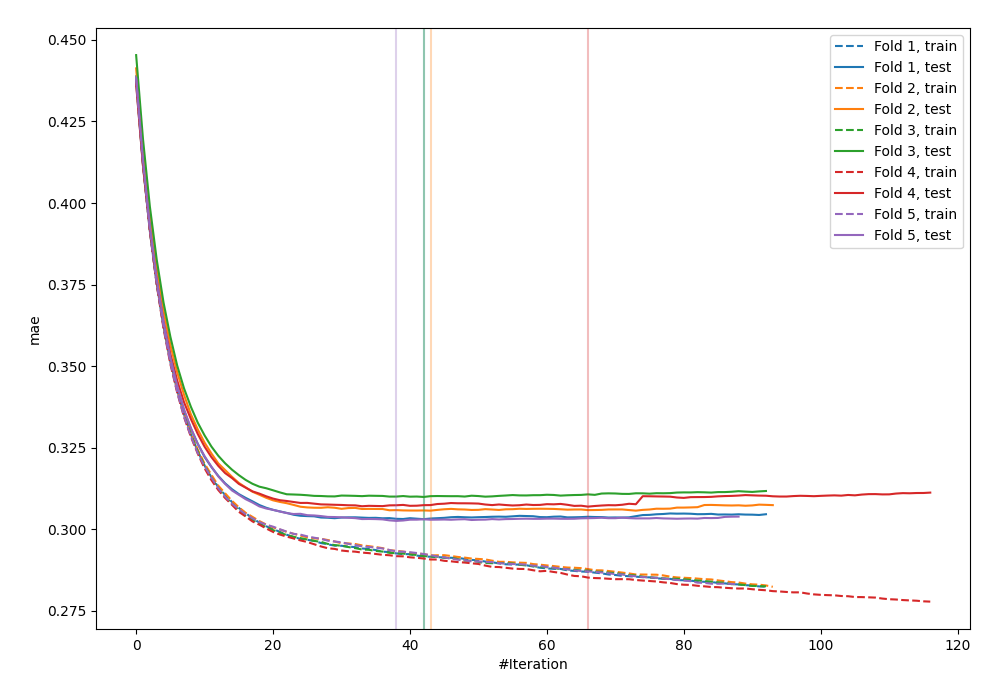 0.450
0.425
0.400
0.375
0.350
0.325
0.300
0.275
mae
0
20
40
60
80
100
120
#Iteration
Fold 1, train
Fold 1, test
Fold 2, train
Fold 2, test
Fold 3, train
Fold 3, test
Fold 4, train
Fold 4, test
Fold 5, train
Fold 5, test